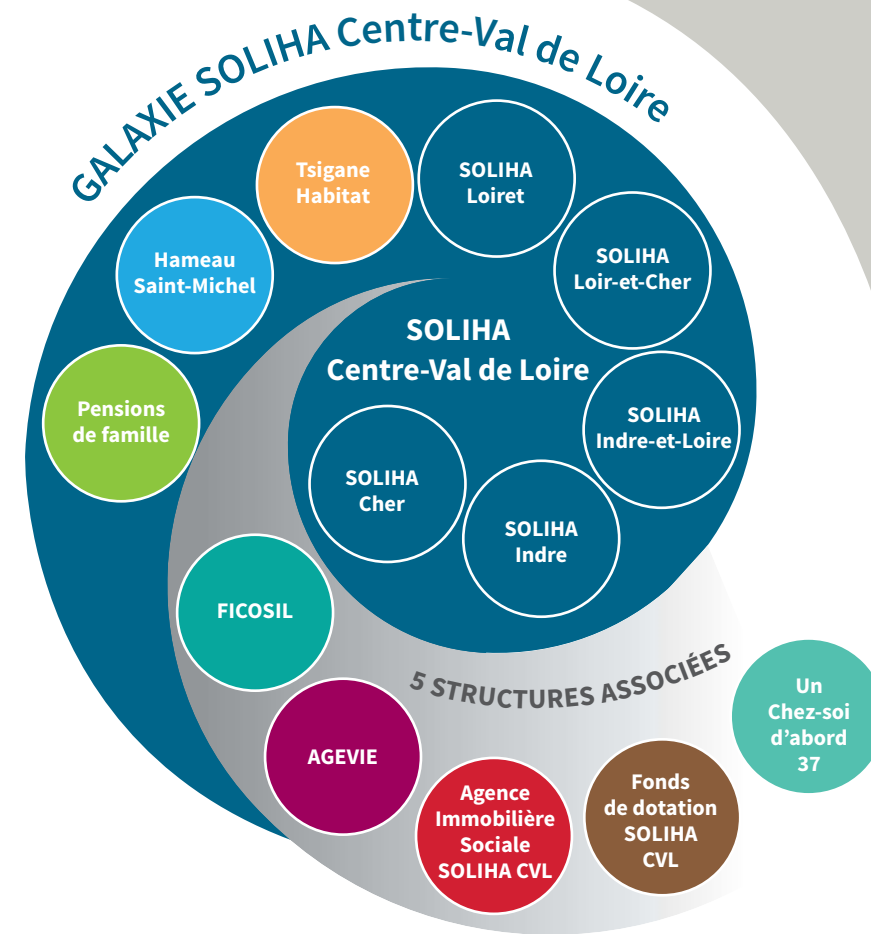 GALAXIE SOLIHA Centre-Val de Loire
Tsigane
Habitat
SOLIHA
Loiret
Hameau
Saint-Michel
SOLIHA
Loir-et-Cher
SOLIHA
Centre-Val de Loire
Pensions
de famille
SOLIHA
Indre-et-Loire
SOLIHA
Cher
SOLIHA
Indre
FICOSIL
5 STRUCTURES ASSOCIÉES
AGEVIE
Agence
Immobilière
Sociale
SOLIHA CVL
Fonds
de dotation
SOLIHA
CVL
Un
Chez-soi
d'abord
37